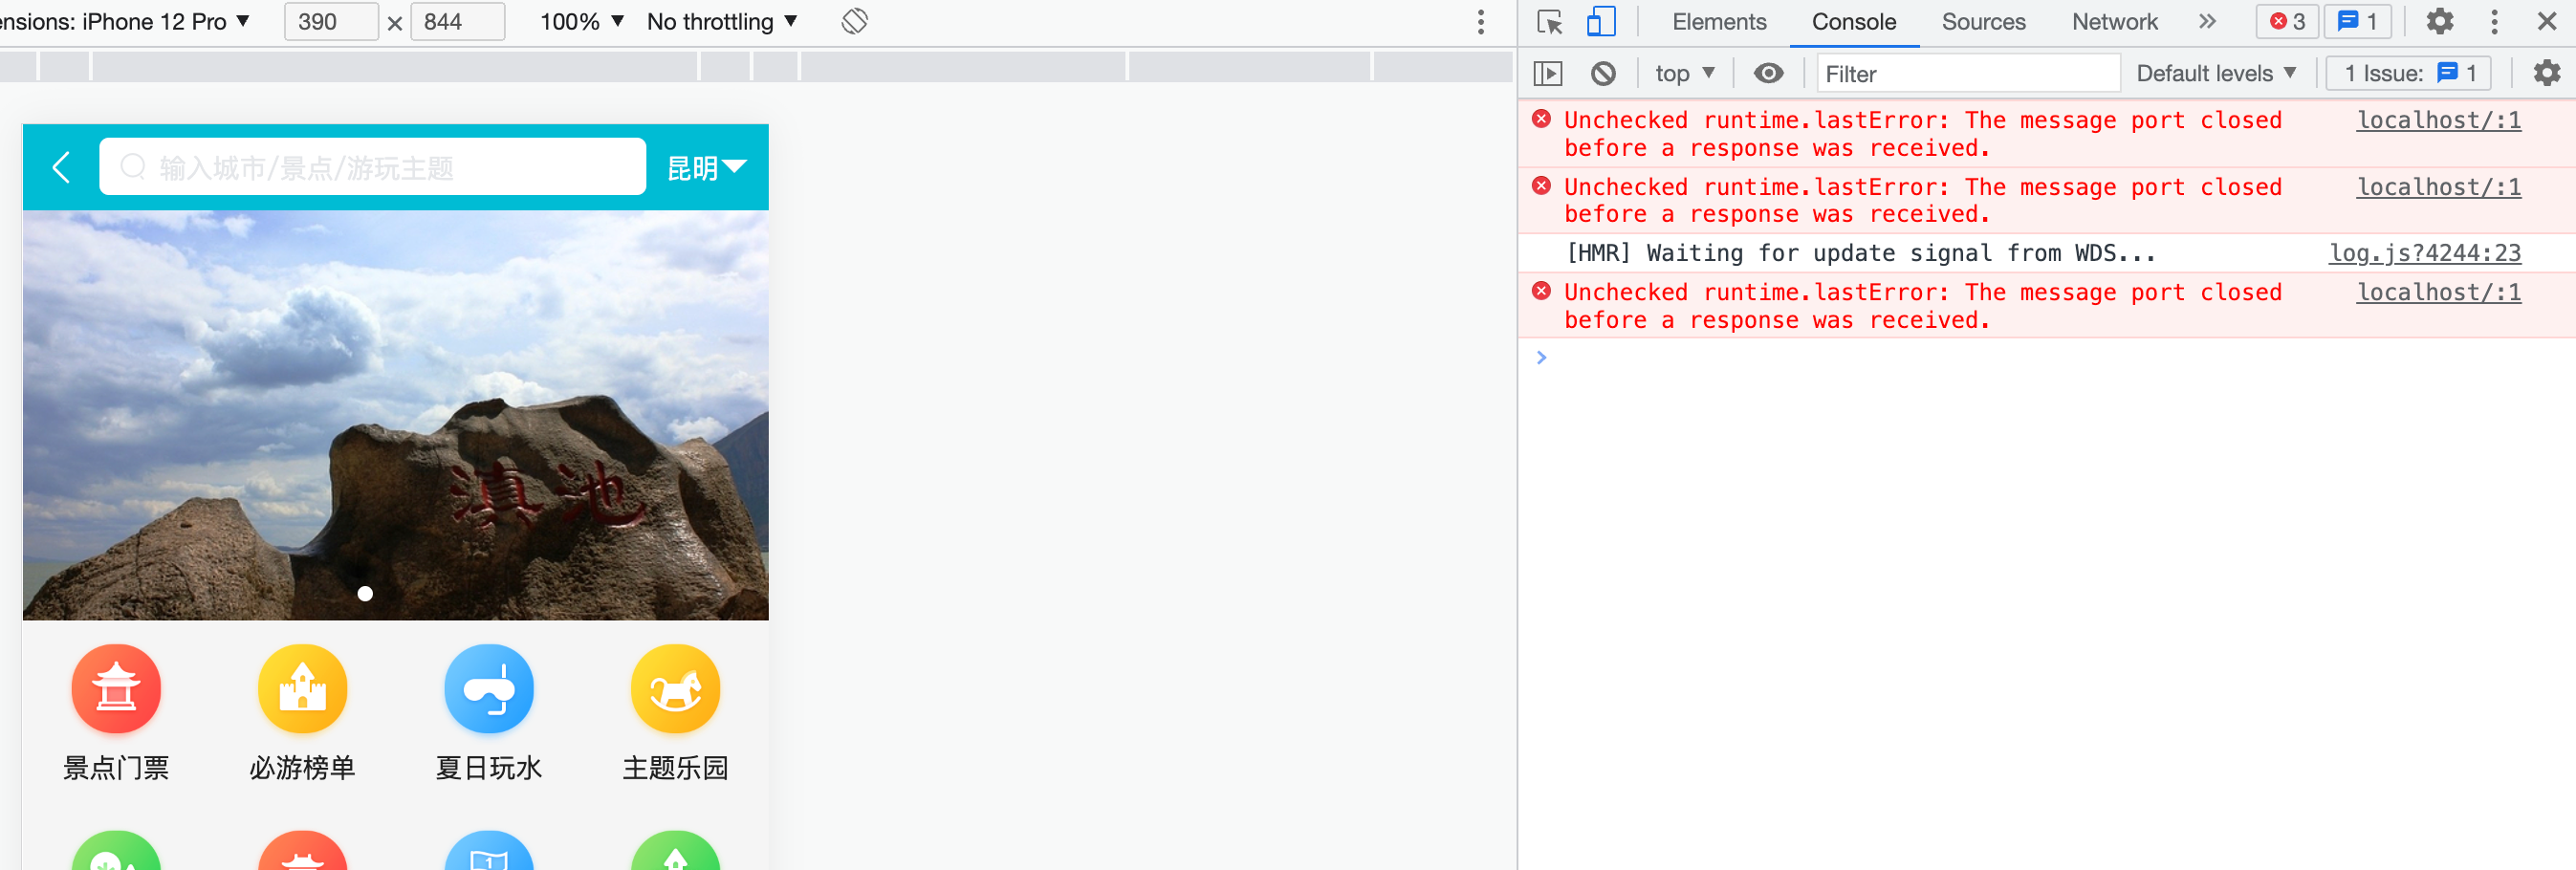 ensions: iPhone 12 Pro ▼ 390 × 844 100% ▼ No throttling ▼
Elements Console Sources Network » 3 1
top ▼ Filter Default levels ▼ 1 Issue: 1
输入城市/景点/游玩主题 昆明
滇池
景点门票 必游榜单 夏日玩水 主题乐园
1
Unchecked runtime.lastError: The message port closed localhost/:1
before a response was received.
Unchecked runtime.lastError: The message port closed localhost/:1
before a response was received.
[HMR] Waiting for update signal from WDS... log.js?4244:23
Unchecked runtime.lastError: The message port closed localhost/:1
before a response was received.